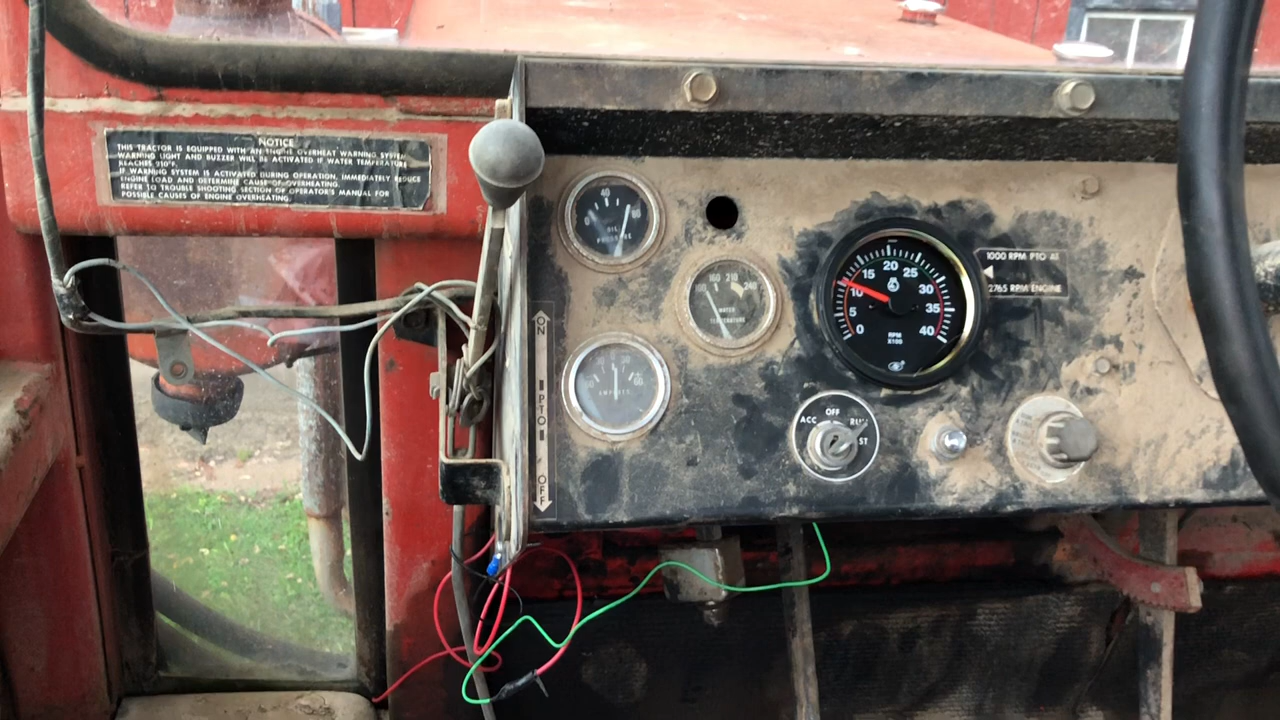 NOTICE
THIS TRACTOR IS EQUIPPED WITH AN ENGINE OVERHEAT WARNING SYSTEM
WARNING LIGHT AND BUZZER WILL BE ACTIVATED IF WATER TEMPERATURE
REACHES 210°F.
IF WARNING SYSTEM IS ACTIVATED DURING OPERATION, IMMEDIATELY REDUCE
ENGINE LOAD AND DETERMINE CAUSE OF OVERHEATING.
REFER TO TROUBLE SHOOTING SECTION OF OPERATOR'S MANUAL FOR
POSSIBLE CAUSES OF ENGINE OVERHEATING.
0 40 80
OIL
PRESSURE
160 210 240
WATER
TEMPERATURE
60 60
AMPERES
0 5 10 15 20 25 30 35 40
RPM
X100
1000 RPM PTO AT
2765 RPM ENGINE
ACC OFF RUN ST
ON PTO OFF